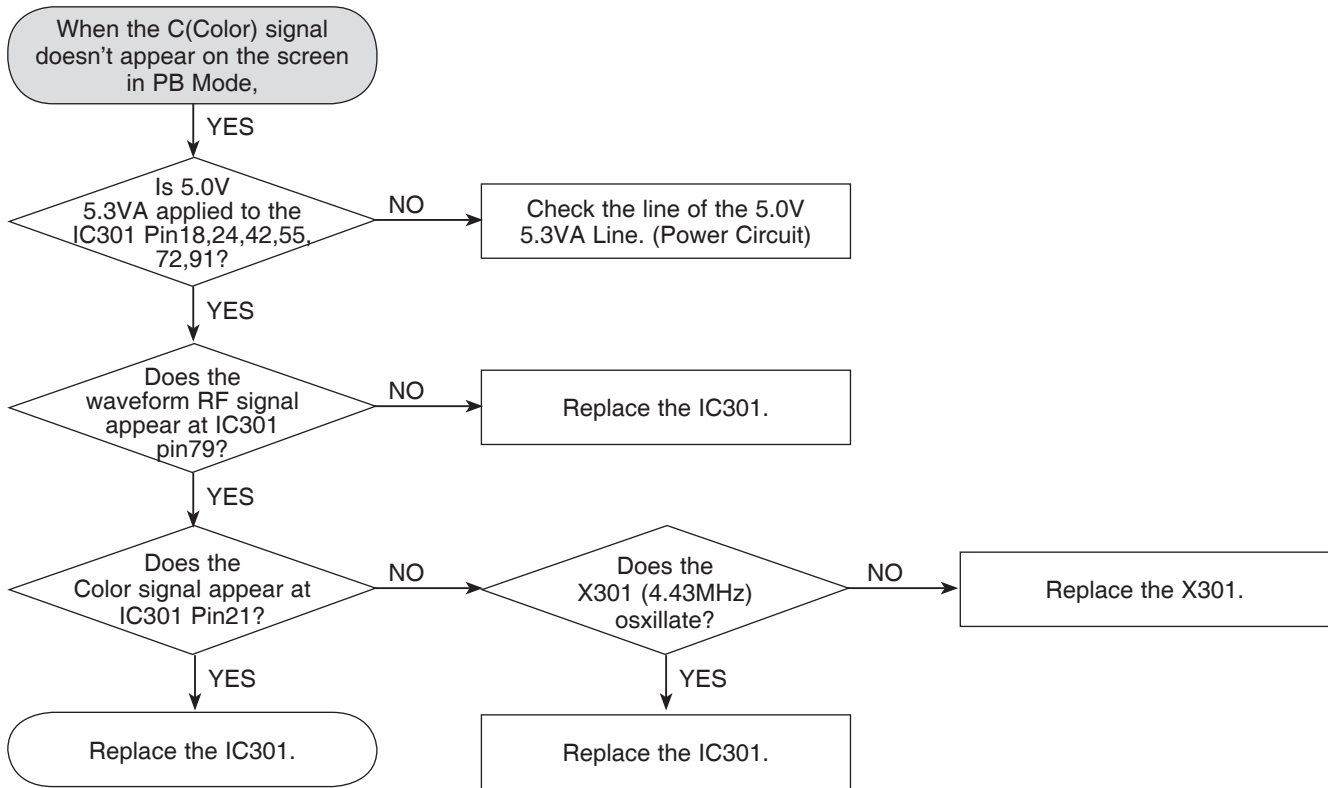 When the C(Color) signal
doesn't appear on the screen
in PB Mode,
YES
Is 5.0V
5.3VA applied to the
IC301 Pin18,24,42,55,
72,91?
NO
Check the line of the 5.0V
5.3VA Line. (Power Circuit)
YES
Does the
waveform RF signal
appear at IC301
pin79?
NO
Replace the IC301.
YES
Does the
Color signal appear at
IC301 Pin21?
NO
Does the
X301 (4.43MHz)
osxillate?
NO
Replace the X301.
YES
YES
Replace the IC301.
Replace the IC301.